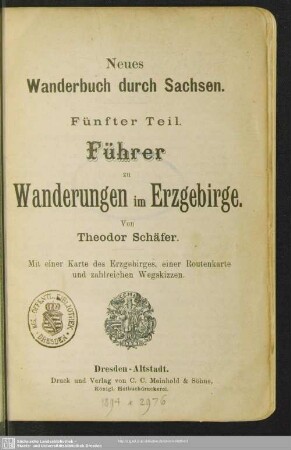 Neues
Wanderbuch durch Sachsen.
Fünfter Teil.
Führer
zu
Wanderungen im Erzgebirge.
Von
Theodor Schäfer.
Mit einer Karte des Erzgebirges, einer Routenkarte
und zahlreichen Wegskizzen.
Dresden-Altstadt.
Druck und Verlag von C. C. Meinhold & Söhne,
Königl. Hofbuchdruckerei.